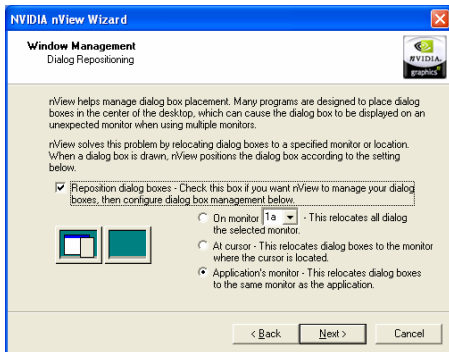 NVIDIA nView Wizard
Window Management
Dialog Repositioning
NVIDIA.
graphics
nView helps manage dialog box placement. Many programs are designed to place dialog
boxes in the center of the desktop, which can cause the dialog box to be displayed on an
unexpected monitor when using multiple monitors.
nView solves this problem by relocating dialog boxes to a specified monitor or location.
When a dialog box is drawn, nView positions the dialog box according to the setting
below.
Reposition dialog boxes - Check this box if you want nView to manage your dialog
boxes, then configure dialog box management below.
On monitor 1a - This relocates all dialog
the selected monitor.
At cursor - This relocates dialog boxes to the monitor
where the cursor is located.
Application's monitor - This relocates dialog boxes
to the same monitor as the application.
< Back Next > Cancel